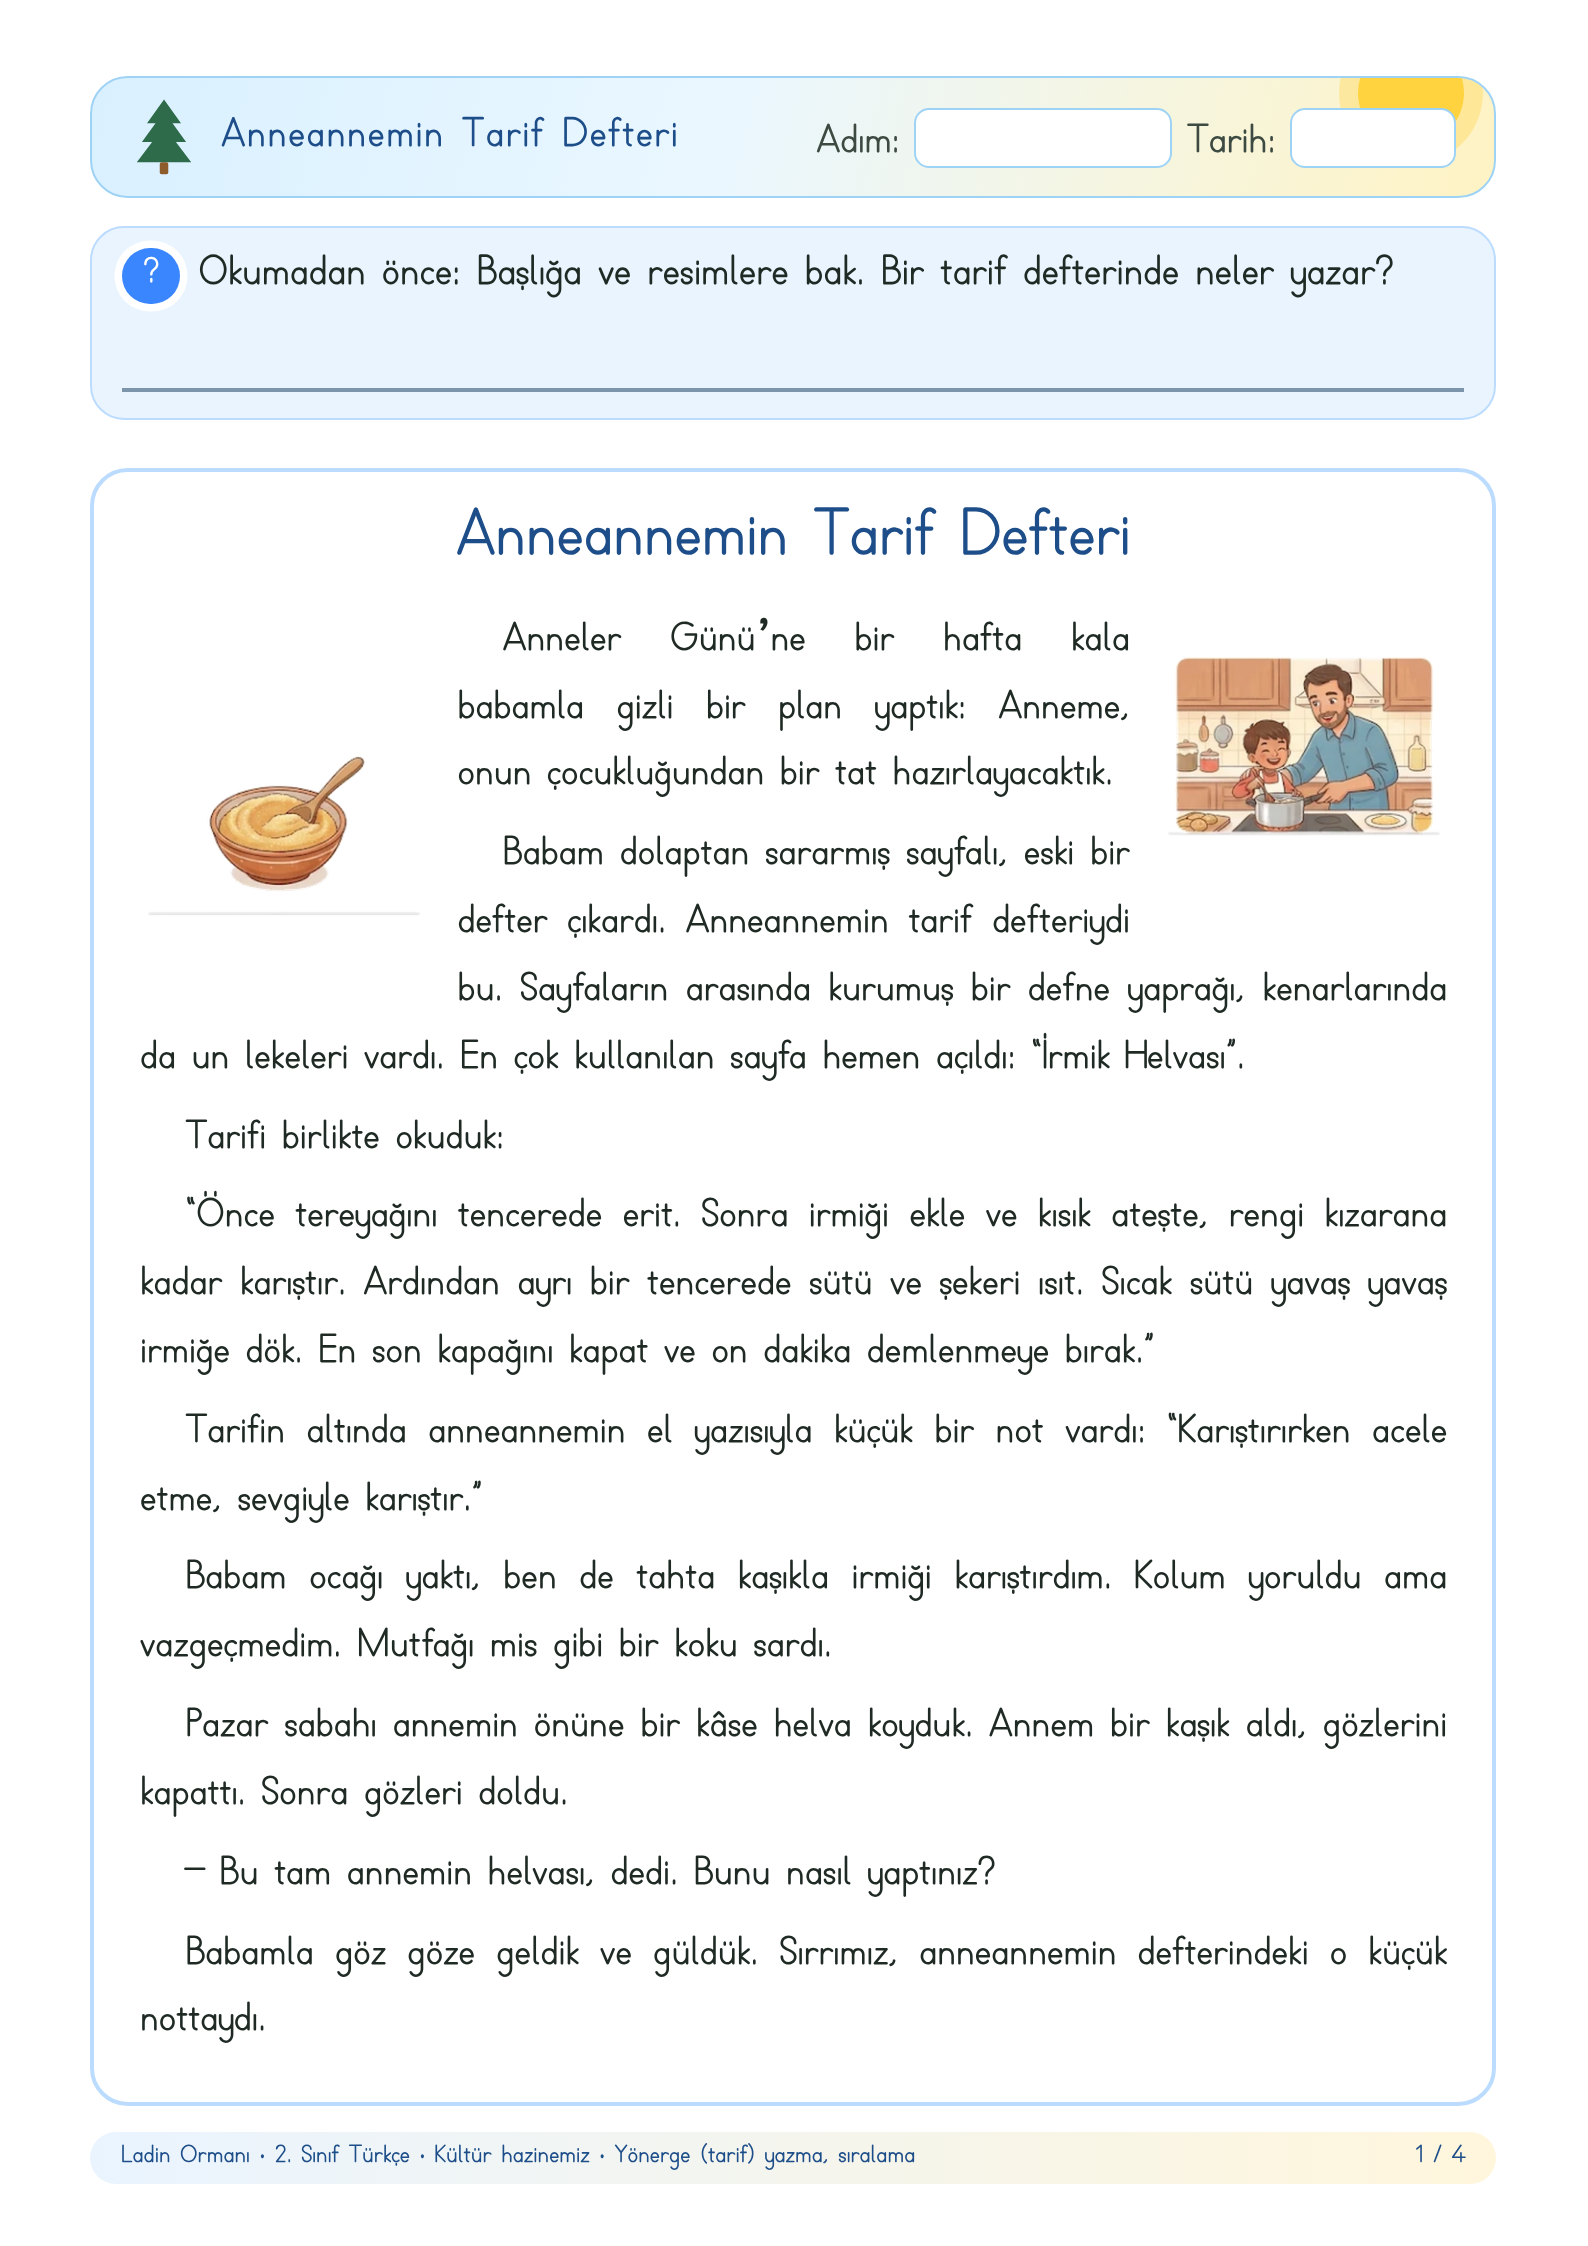 Anneannemin Tarif Defteri
Adım:
Tarih:
? Okumadan önce: Başlığa ve resimlere bak. Bir tarif defterinde neler yazar?
Anneannemin Tarif Defteri
Anneler Günü’ne bir hafta kala
babamla gizli bir plan yaptık: Anneme,
onun çocukluğundan bir tat hazırlayacaktık.
Babam dolaptan sararmış sayfalı, eski bir
defter çıkardı. Anneannemin tarif defteriydi
bu. Sayfaların arasında kurumuş bir defne yaprağı, kenarlarında
da un lekeleri vardı. En çok kullanılan sayfa hemen açıldı: “İrmik Helvası”.
Tarifi birlikte okuduk:
“Önce tereyağını tencerede erit. Sonra irmiği ekle ve kısık ateşte, rengi kızarana
kadar karıştır. Ardından ayrı bir tencerede sütü ve şekeri ısıt. Sıcak sütü yavaş yavaş
irmiğe dök. En son kapağını kapat ve on dakika demlenmeye bırak.”
Tarifin altında anneannemin el yazısıyla küçük bir not vardı: “Karıştırırken acele
etme, sevgiyle karıştır.”
Babam ocağı yaktı, ben de tahta kaşıkla irmiği karıştırdım. Kolum yoruldu ama
vazgeçmedim. Mutfağı mis gibi bir koku sardı.
Pazar sabahı annemin önüne bir kâse helva koyduk. Annem bir kaşık aldı, gözlerini
kapattı. Sonra gözleri doldu.
– Bu tam annemin helvası, dedi. Bunu nasıl yaptınız?
Babamla göz göze geldik ve güldük. Sırrımız, anneannemin defterindeki o küçük
nottaydı.
Ladin Ormanı • 2. Sınıf Türkçe • Kültür hazinemiz • Yönerge (tarif) yazma, sıralama
1 / 4